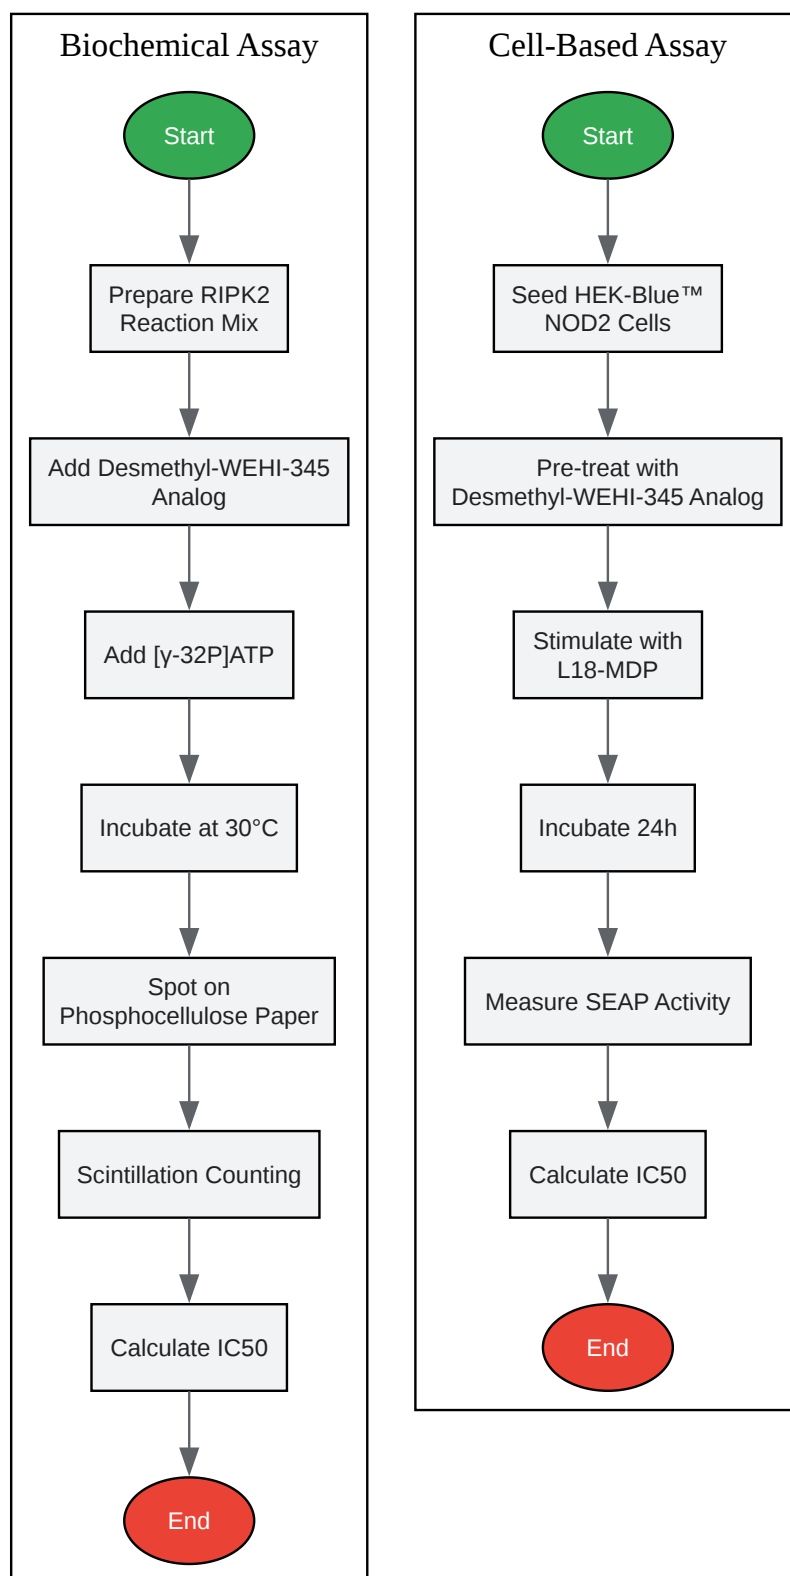 Biochemical Assay
Start
Prepare RIPK2
Reaction Mix
Add Desmethyl-WEHI-345
Analog
Add [γ-32P]ATP
Incubate at 30°C
Spot on
Phosphocellulose Paper
Scintillation Counting
Calculate IC50
End
Cell-Based Assay
Start
Seed HEK-Blue™
NOD2 Cells
Pre-treat with
Desmethyl-WEHI-345 Analog
Stimulate with
L18-MDP
Incubate 24h
Measure SEAP Activity
Calculate IC50
End